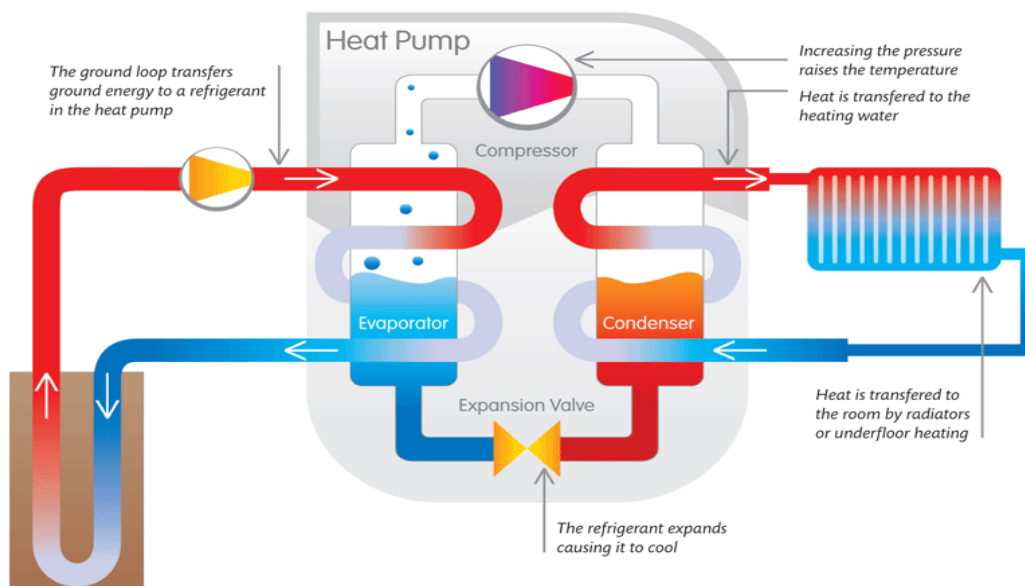 Heat Pump
The ground loop transfers
ground energy to a refrigerant
in the heat pump
Increasing the pressure
raises the temperature
Heat is transfered to the
heating water
Compressor
Evaporator
Condenser
Expansion Valve
Heat is transfered to
the room by radiators
or underfloor heating
The refrigerant expands
causing it to cool